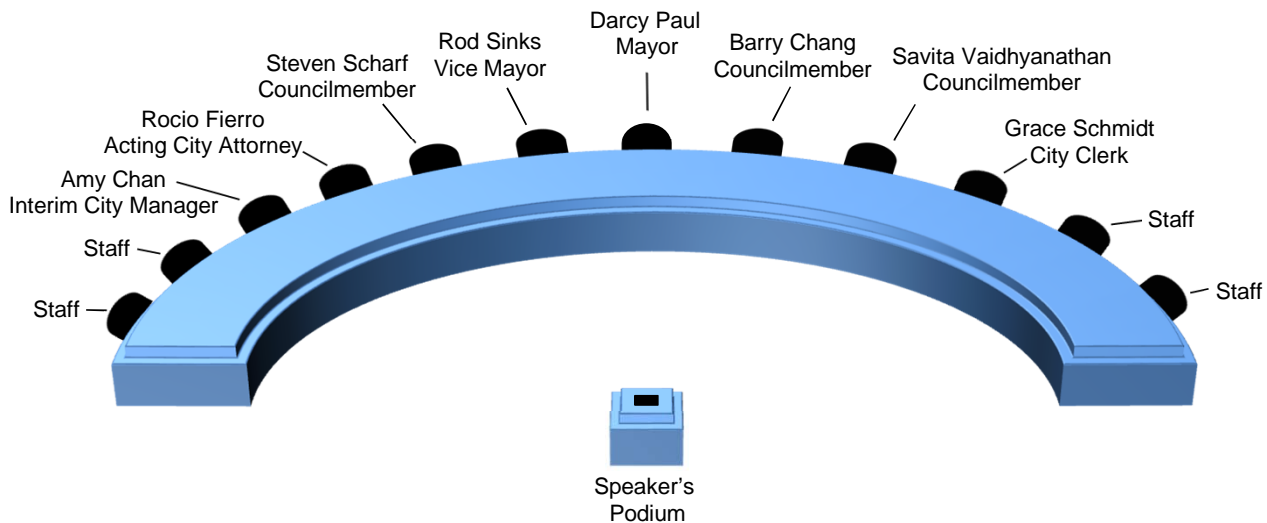 Darcy Paul
Mayor
Rod Sinks
Vice Mayor
Barry Chang
Councilmember
Steven Scharf
Councilmember
Savita Vaidhyanathan
Councilmember
Rocio Fierro
Acting City Attorney
Grace Schmidt
City Clerk
Amy Chan
Interim City Manager
Staff
Staff
Staff
Staff
Speaker's
Podium